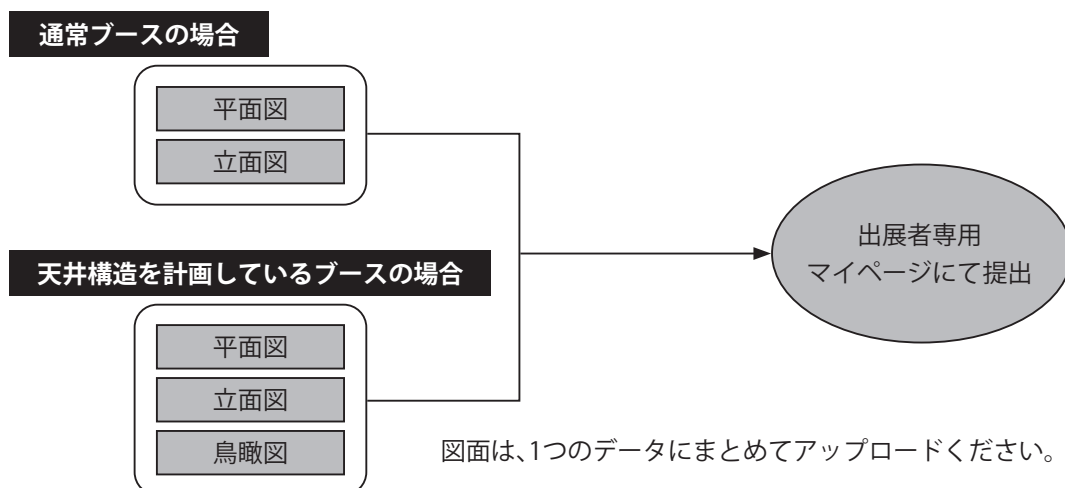 通常ブースの場合
平面図
立面図
天井構造を計画しているブースの場合
平面図
立面図
鳥瞰図
出展者専用
マイページにて提出
図面は、1つのデータにまとめてアップロードください。